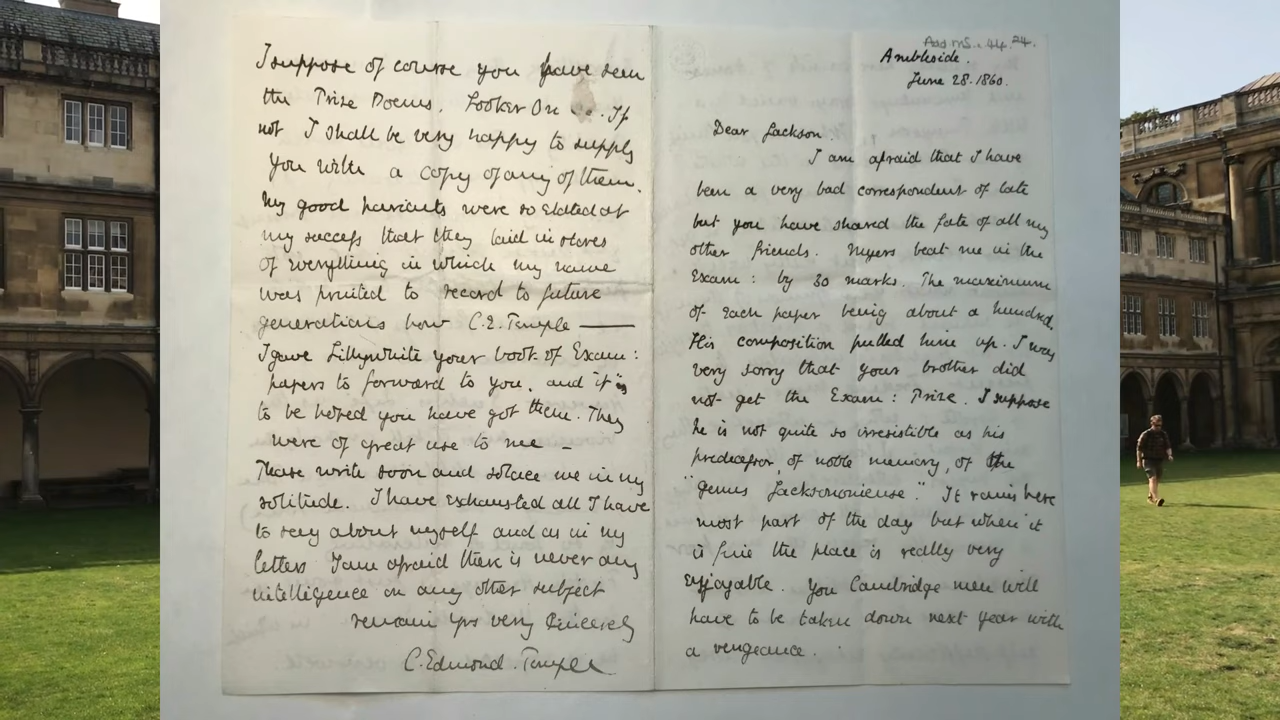 Add. MS. c. 44. 24.
Ambleside.
June 28. 1860.
Dear Jackson.
I am afraid that I have
been a very bad correspondent of late
but you have shared the fate of all my
other friends. Myers beat me in the
Exam: by 30 marks. The maximum
of each paper being about a hundred.
His composition pulled him up. I was
very sorry that your brother did
not get the Exam: Prize. I suppose
he is not quite so irresistible as his
predecessor, of noble memory, of the
"genus Jacksononiense." It rains here
most part of the day but when it
is fine the place is really very
enjoyable. You Cambridge men will
have to be taken down next year with
a vengeance.
I suppose of course you have seen
the Prize Poems. Looker On. If
not I shall be very happy to supply
you with a copy of any of them.
My good parients were so elated at
my success that they laid in stores
of everything in which my name
was printed to record to future
generations how C.E. Temple —
I gave Lillywhite your book of Exam:
papers to forward to you. and it is
to be hoped you have got them. They
were of great use to me –
Please write soon and solace me in my
solitude. I have exhausted all I have
to say about myself and as in my
letters I am afraid there is never any
intelligence on any other subject
remain yrs very Sincerely
C. Edmond. Temple